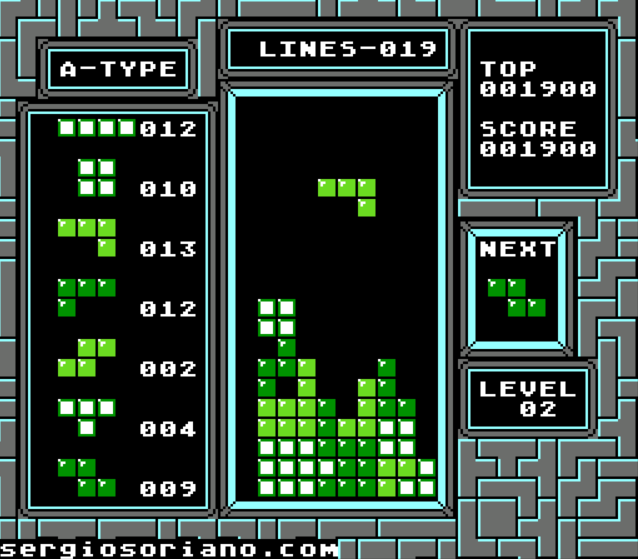 LINES-019
A-TYPE
TOP
001900
SCORE
001900
012
010
013
012
002
004
009
NEXT
LEVEL
02
sergiosoriano.com